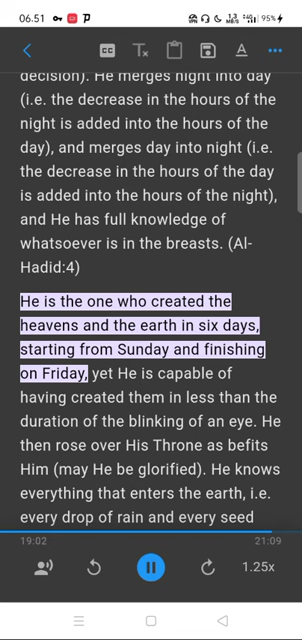 06.51
1,3 MB/S
95%
CC
decision). He merges night into day
(i.e. the decrease in the hours of the
night is added into the hours of the
day), and merges day into night (i.e.
the decrease in the hours of the day
is added into the hours of the night),
and He has full knowledge of
whatsoever is in the breasts. (Al-
Hadid:4)
He is the one who created the
heavens and the earth in six days,
starting from Sunday and finishing
on Friday, yet He is capable of
having created them in less than the
duration of the blinking of an eye. He
then rose over His Throne as befits
Him (may He be glorified). He knows
everything that enters the earth, i.e.
every drop of rain and every seed
19:02
21:09
1.25x